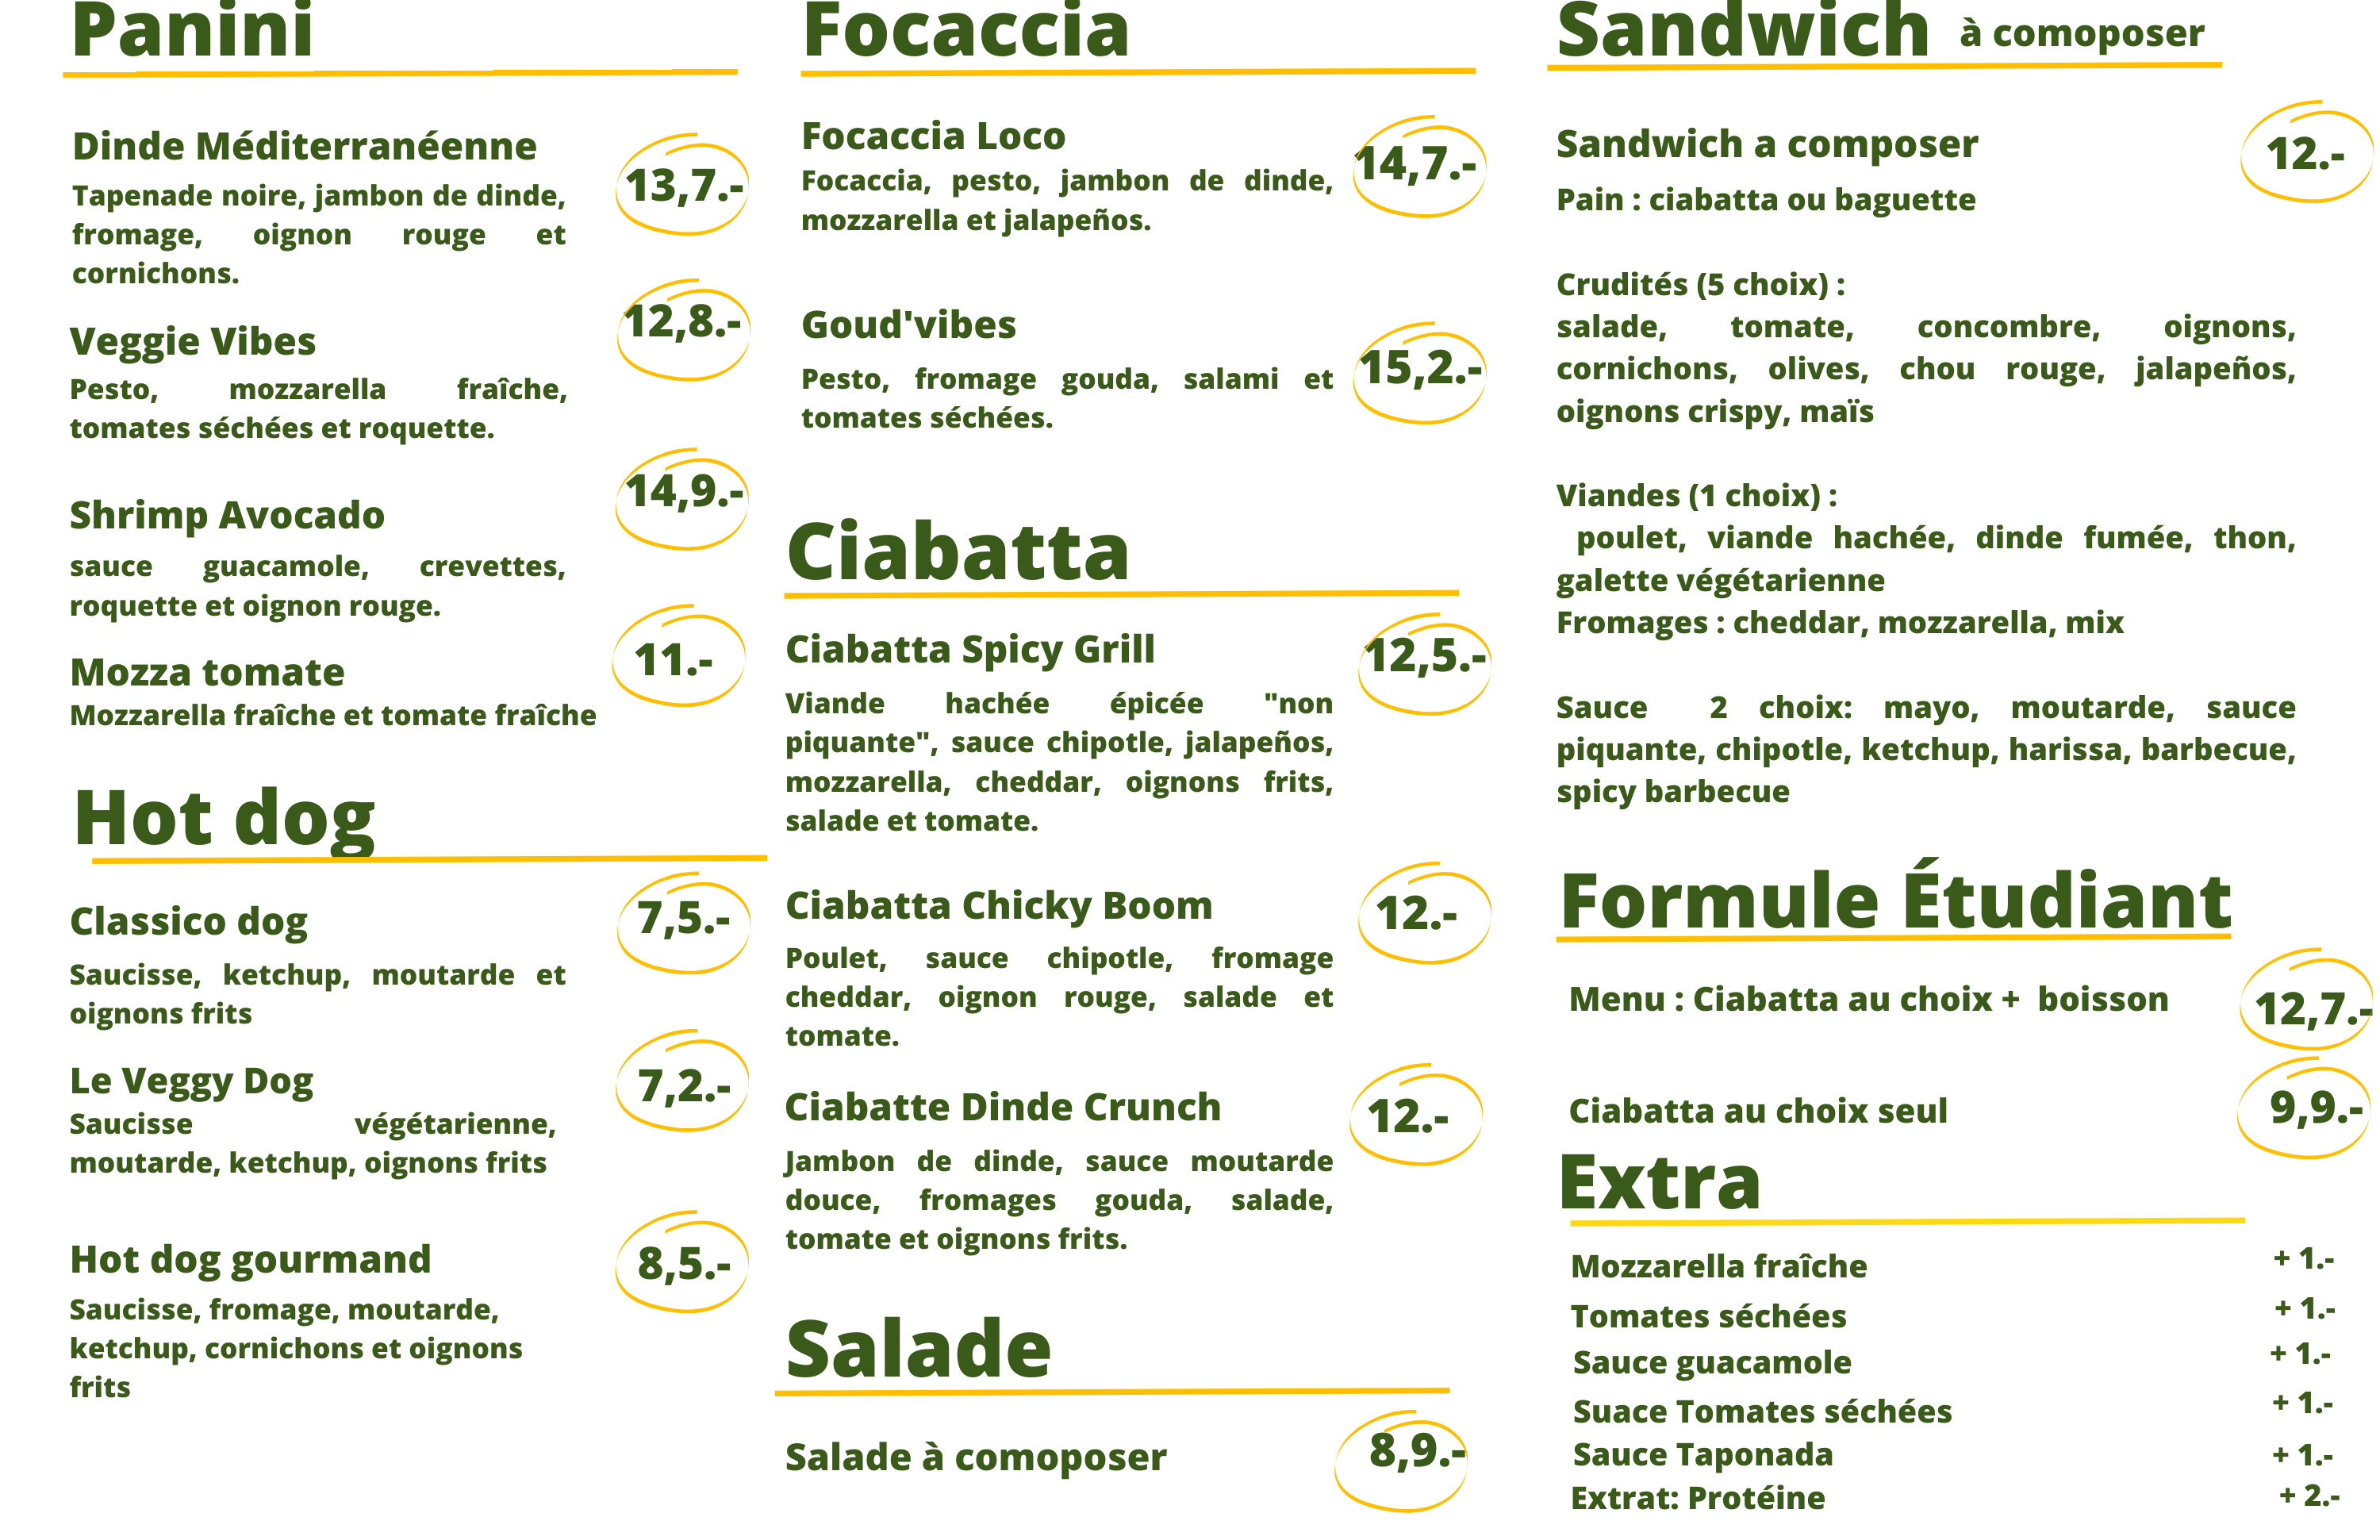 Panini
Dinde Méditerranéenne
13,7.-
Tapenade noire, jambon de dinde,
fromage, oignon rouge et
cornichons.
Veggie Vibes
12,8.-
Pesto, mozzarella fraîche,
tomates séchées et roquette.
Shrimp Avocado
14,9.-
sauce guacamole, crevettes,
roquette et oignon rouge.
Mozza tomate
11.-
Mozzarella fraîche et tomate fraîche
Hot dog
Classico dog
7,5.-
Saucisse, ketchup, moutarde et
oignons frits
Le Veggy Dog
7,2.-
Saucisse végétarienne,
moutarde, ketchup, oignons frits
Hot dog gourmand
8,5.-
Saucisse, fromage, moutarde,
ketchup, cornichons et oignons
frits
Focaccia
Focaccia Loco
14,7.-
Focaccia, pesto, jambon de dinde,
mozzarella et jalapeños.
Goud'vibes
15,2.-
Pesto, fromage gouda, salami et
tomates séchées.
Ciabatta
Ciabatta Spicy Grill
12,5.-
Viande hachée épicée "non
piquante", sauce chipotle, jalapeños,
mozzarella, cheddar, oignons frits,
salade et tomate.
Ciabatta Chicky Boom
12.-
Poulet, sauce chipotle, fromage
cheddar, oignon rouge, salade et
tomate.
Ciabatte Dinde Crunch
12.-
Jambon de dinde, sauce moutarde
douce, fromages gouda, salade,
tomate et oignons frits.
Salade
Salade à comoposer
8,9.-
Sandwich à comoposer
Sandwich a composer
12.-
Pain : ciabatta ou baguette
Crudités (5 choix) :
salade, tomate, concombre, oignons,
cornichons, olives, chou rouge, jalapeños,
oignons crispy, maïs
Viandes (1 choix) :
poulet, viande hachée, dinde fumée, thon,
galette végétarienne
Fromages : cheddar, mozzarella, mix
Sauce 2 choix: mayo, moutarde, sauce
piquante, chipotle, ketchup, harissa, barbecue,
spicy barbecue
Formule Étudiant
Menu : Ciabatta au choix + boisson
12,7.-
Ciabatta au choix seul
9,9.-
Extra
Mozzarella fraîche + 1.-
Tomates séchées + 1.-
Sauce guacamole + 1.-
Suace Tomates séchées + 1.-
Sauce Taponada + 1.-
Extrat: Protéine + 2.-